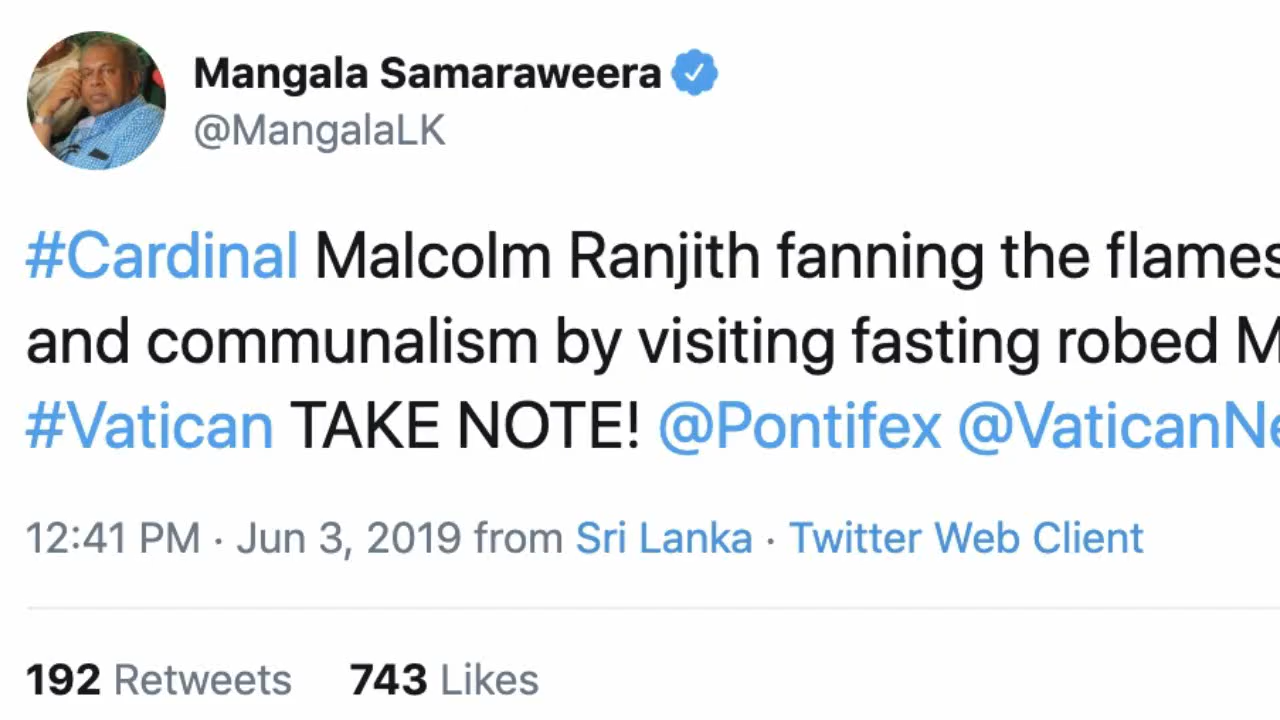 Mangala Samaraweera
@MangalaLK
#Cardinal Malcolm Ranjith fanning the flames
and communalism by visiting fasting robed
#Vatican TAKE NOTE! @Pontifex @VaticanNe
12:41 PM · Jun 3, 2019 from Sri Lanka · Twitter Web Client
192 Retweets 743 Likes